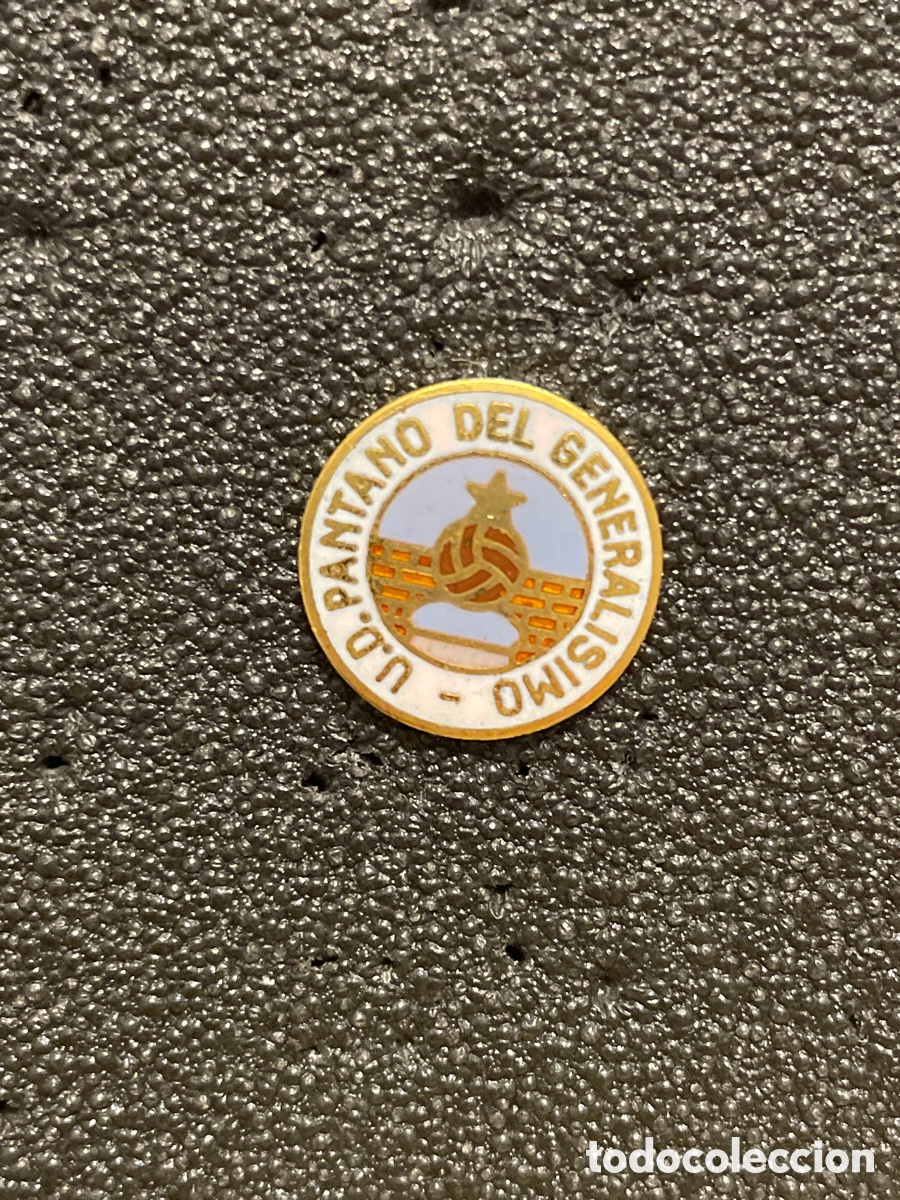 U.D. PANTANO DEL GENERALISIMO -
todocoleccion